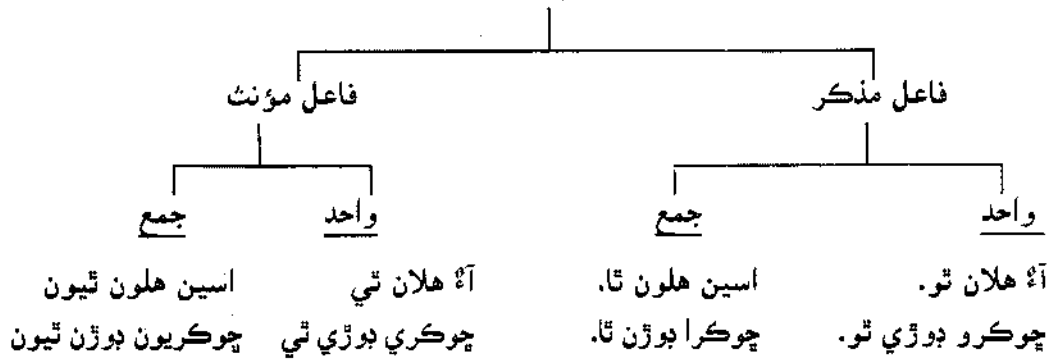 فاعل مذڪر فاعل مؤنث
واحد جمع واحد جمع
آءٌ هلان ٿو. اسين هلون ٿا. آءٌ هلان ٿي اسين هلون ٿيون
ڇوڪرو ڊوڙي ٿو. ڇوڪرا ڊوڙن ٿا. ڇوڪري ڊوڙي ٿي ڇوڪريون ڊوڙن ٿيون